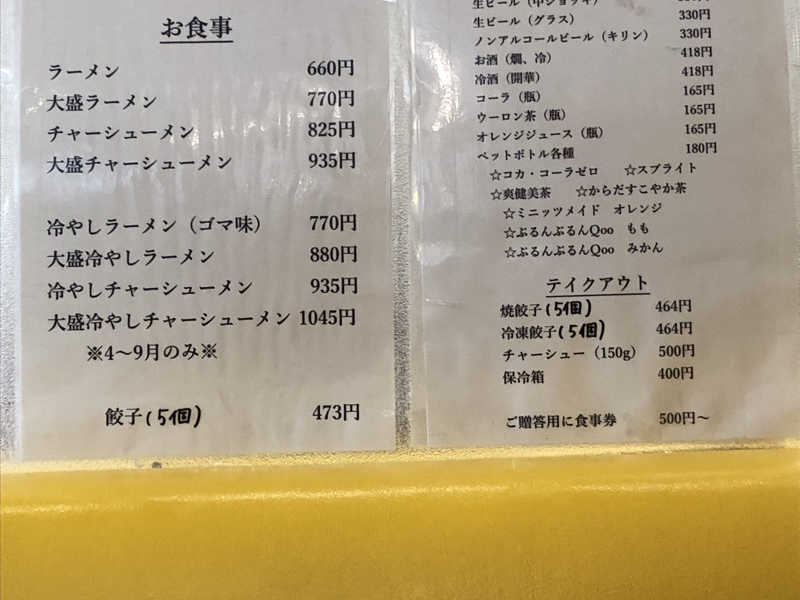 お食事
ラーメン 660円
大盛ラーメン 770円
チャーシューメン 825円
大盛チャーシューメン 935円
冷やしラーメン(ゴマ味) 770円
大盛冷やしラーメン 880円
冷やしチャーシューメン 935円
大盛冷やしチャーシューメン 1045円
※4〜9月のみ※
餃子(5個) 473円
生ビール(中ジョッキ)
生ビール(グラス) 330円
ノンアルコールビール(キリン) 330円
お酒(燗、冷) 418円
冷酒(開華) 418円
コーラ(瓶) 165円
ウーロン茶(瓶) 165円
オレンジジュース(瓶) 165円
ペットボトル各種 180円
☆コカ・コーラゼロ ☆スプライト
☆爽健美茶 ☆からだすこやか茶
☆ミニッツメイド オレンジ
☆ぷるんぷるんQoo もも
☆ぷるんぷるんQoo みかん
テイクアウト
焼餃子(5個) 464円
冷凍餃子(5個) 464円
チャーシュー(150g) 500円
保冷箱 400円
ご贈答用に食事券 500円〜